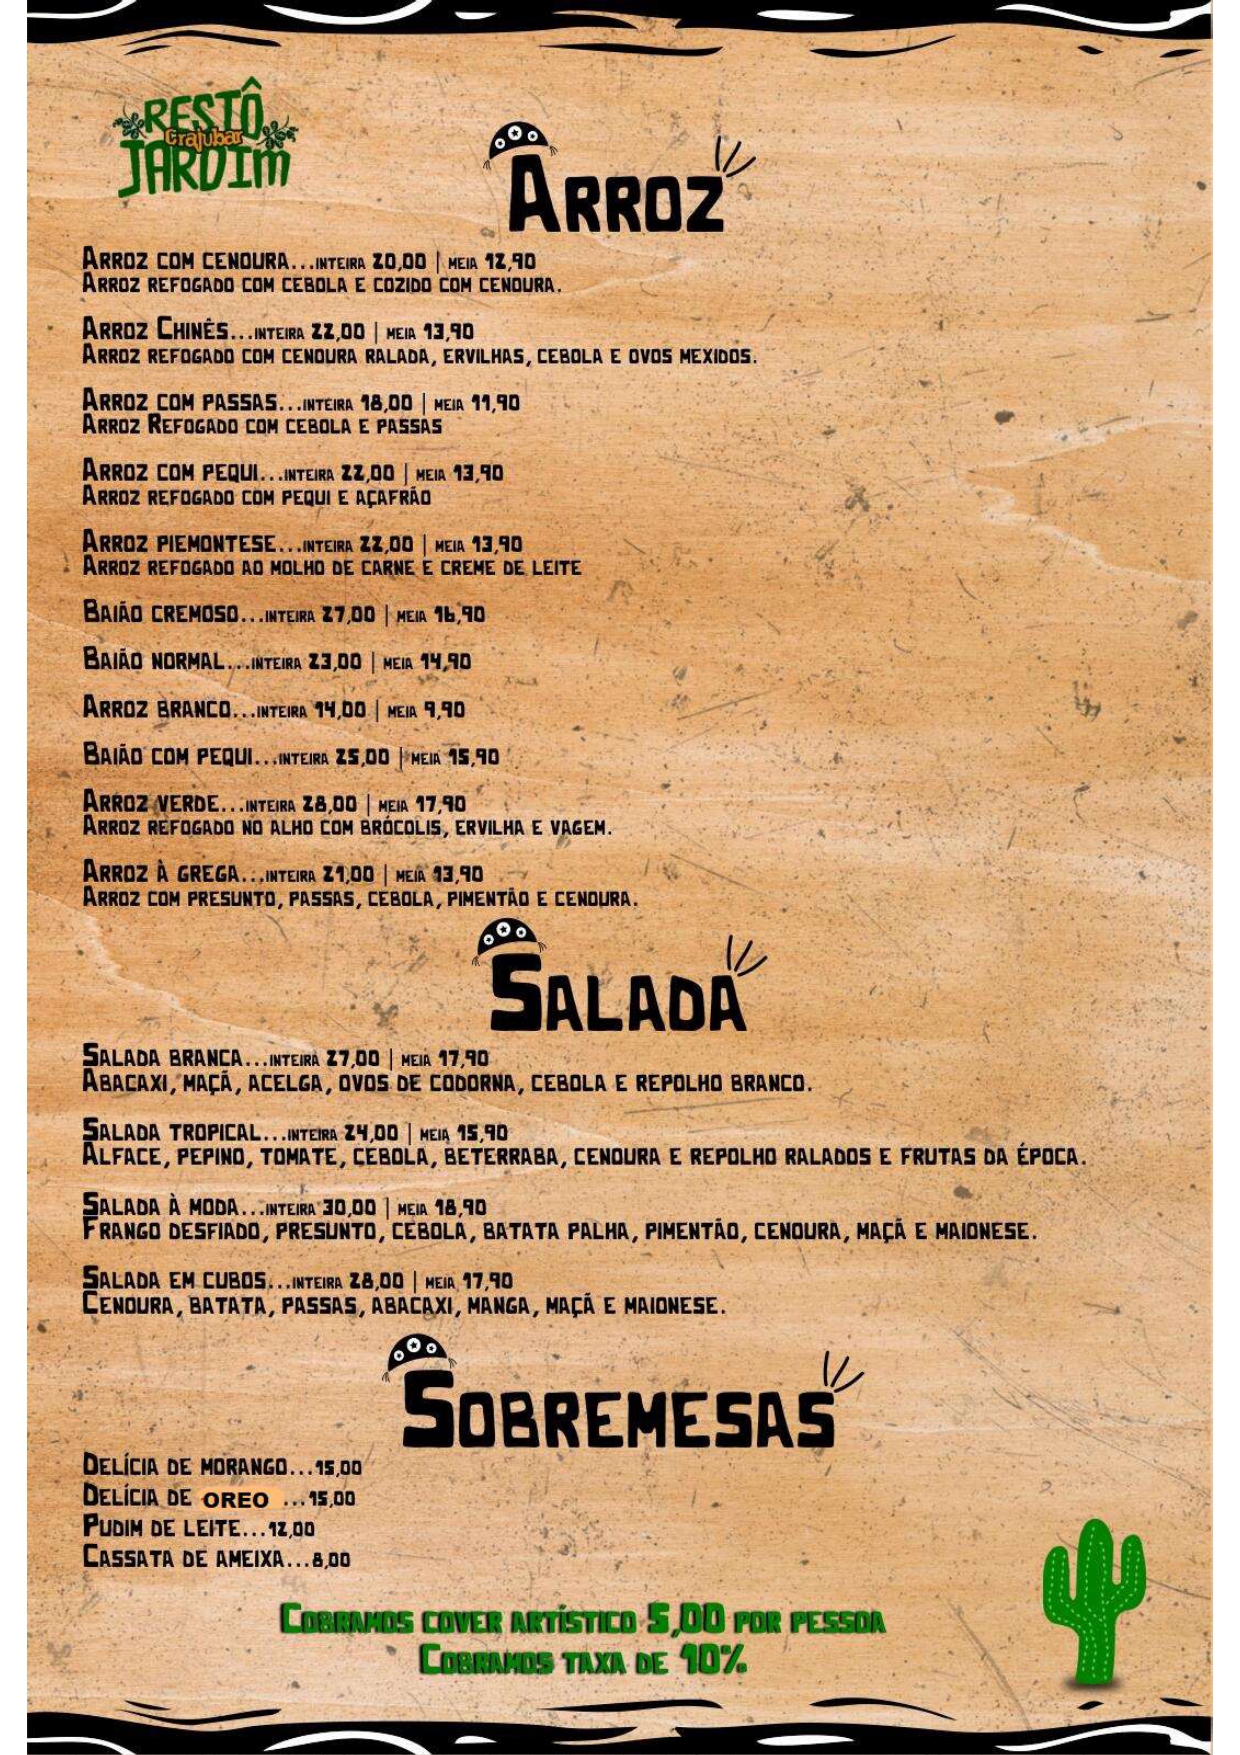 RESTÔ
Crajubar
JARDIM
ARROZ
ARROZ COM CENOURA...INTEIRA 20,00 | MEIA 12,90
ARROZ REFOGADO COM CEBOLA E COZIDO COM CENOURA.
ARROZ CHINÊS...INTEIRA 22,00 | MEIA 13,90
ARROZ REFOGADO COM CENOURA RALADA, ERVILHAS, CEBOLA E OVOS MEXIDOS.
ARROZ COM PASSAS...INTEIRA 18,00 | MEIA 11,90
ARROZ REFOGADO COM CEBOLA E PASSAS
ARROZ COM PEQUI...INTEIRA 22,00 | MEIA 13,90
ARROZ REFOGADO COM PEQUI E AÇAFRÃO
ARROZ PIEMONTESE...INTEIRA 22,00 | MEIA 13,90
ARROZ REFOGADO AO MOLHO DE CARNE E CREME DE LEITE
BAIÃO CREMOSO...INTEIRA 27,00 | MEIA 16,90
BAIÃO NORMAL...INTEIRA 23,00 | MEIA 14,90
ARROZ BRANCO...INTEIRA 14,00 | MEIA 9,90
BAIÃO COM PEQUI...INTEIRA 25,00 | MEIA 15,90
ARROZ VERDE...INTEIRA 28,00 | MEIA 17,90
ARROZ REFOGADO NO ALHO COM BRÓCOLIS, ERVILHA E VAGEM.
ARROZ À GREGA...INTEIRA 21,00 | MEIA 13,90
ARROZ COM PRESUNTO, PASSAS, CEBOLA, PIMENTÃO E CENOURA.
SALADA
SALADA BRANCA...INTEIRA 27,00 | MEIA 17,90
ABACAXI, MAÇÃ, ACELGA, OVOS DE CODORNA, CEBOLA E REPOLHO BRANCO.
SALADA TROPICAL...INTEIRA 24,00 | MEIA 15,90
ALFACE, PEPINO, TOMATE, CEBOLA, BETERRABA, CENOURA E REPOLHO RALADOS E FRUTAS DA ÉPOCA.
SALADA À MODA...INTEIRA 30,00 | MEIA 18,90
FRANGO DESFIADO, PRESUNTO, CEBOLA, BATATA PALHA, PIMENTÃO, CENOURA, MAÇÃ E MAIONESE.
SALADA EM CUBOS...INTEIRA 28,00 | MEIA 17,90
CENOURA, BATATA, PASSAS, ABACAXI, MANGA, MAÇÃ E MAIONESE.
SOBREMESAS
DELÍCIA DE MORANGO...15,00
DELÍCIA DE OREO ...15,00
PUDIM DE LEITE...12,00
CASSATA DE AMEIXA...8,00
COBRAMOS COVER ARTÍSTICO 5,00 POR PESSOA
COBRAMOS TAXA DE 10%